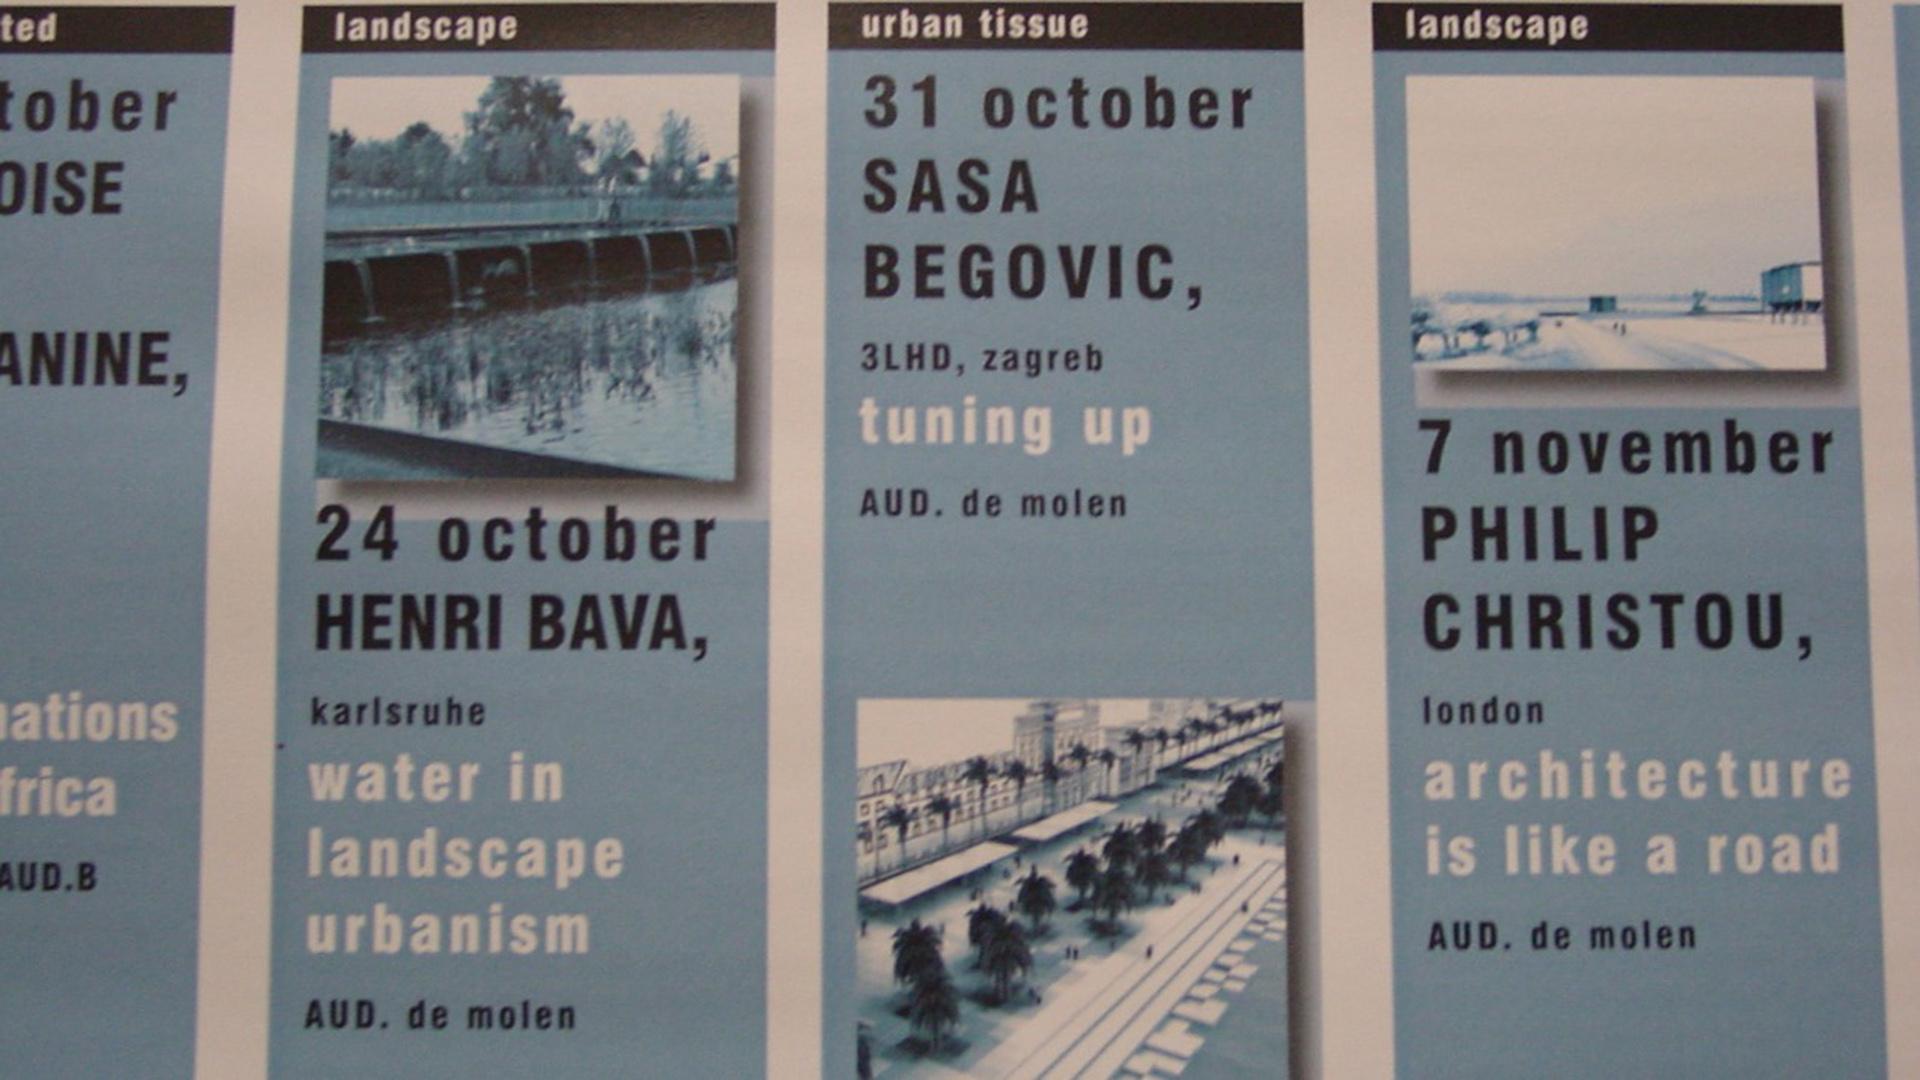 ted
tober
OISE
ANINE,
nations
frica
AUD.B
landscape
24 october
HENRI BAVA,
karlsruhe
water in
landscape
urbanism
AUD. de molen
urban tissue
31 october
SASA
BEGOVIC,
3LHD, zagreb
tuning up
AUD. de molen
landscape
7 november
PHILIP
CHRISTOU,
london
architecture
is like a road
AUD. de molen